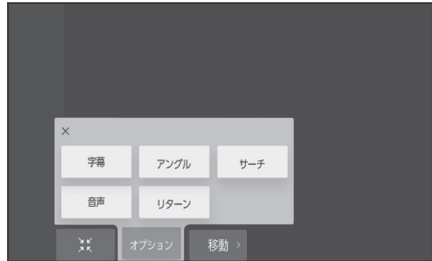 ×
字幕 アングル サーチ
音声 リターン
オプション 移動 >